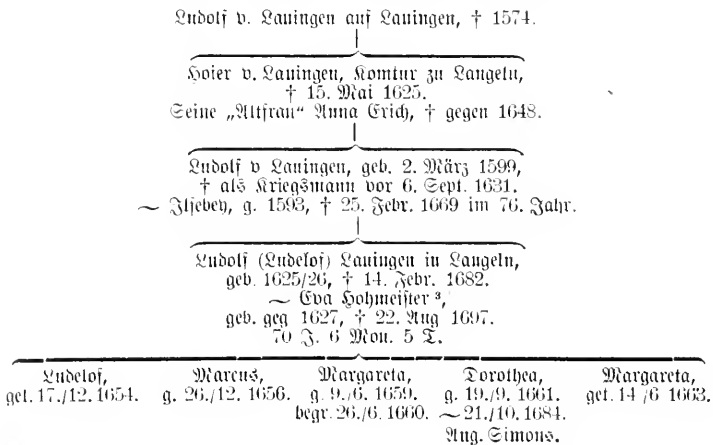 Ludolf v. Lauingen auf Lauingen, † 1574.
Hoier v. Lauingen, Komtur zu Langeln,
† 15. Mai 1625.
Seine „Altfrau“ Anna Erich, † gegen 1648.
Ludolf v Lauingen, geb. 2. März 1599,
† als Kriegsmann vor 6. Sept. 1631.
~ Ilsebey, g. 1593, † 25. Febr. 1669 im 76. Jahr.
Ludolf (Ludelof) Lauingen in Langeln,
geb. 1625/26, † 14. Febr. 1682.
~ Eva Hohmeister ³,
geb. geg 1627, † 22. Aug 1697.
70 J. 6 Mon. 5 T.
Ludelof, Marcus, Margareta, Dorothea, Margareta,
get. 17./12. 1654. g. 26./12. 1656. g. 9./6. 1659. g. 19./9. 1661. get. 14 /6 1663.
begr. 26./6. 1660. ~ 21./10. 1684.
Aug. Simons.